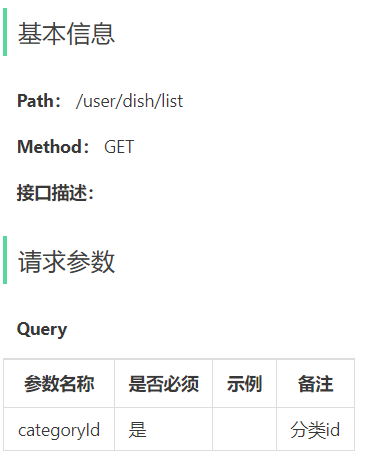 基本信息
Path： /user/dish/list
Method： GET
接口描述：
请求参数
Query
参数名称 是否必须 示例 备注
categoryId 是 分类id